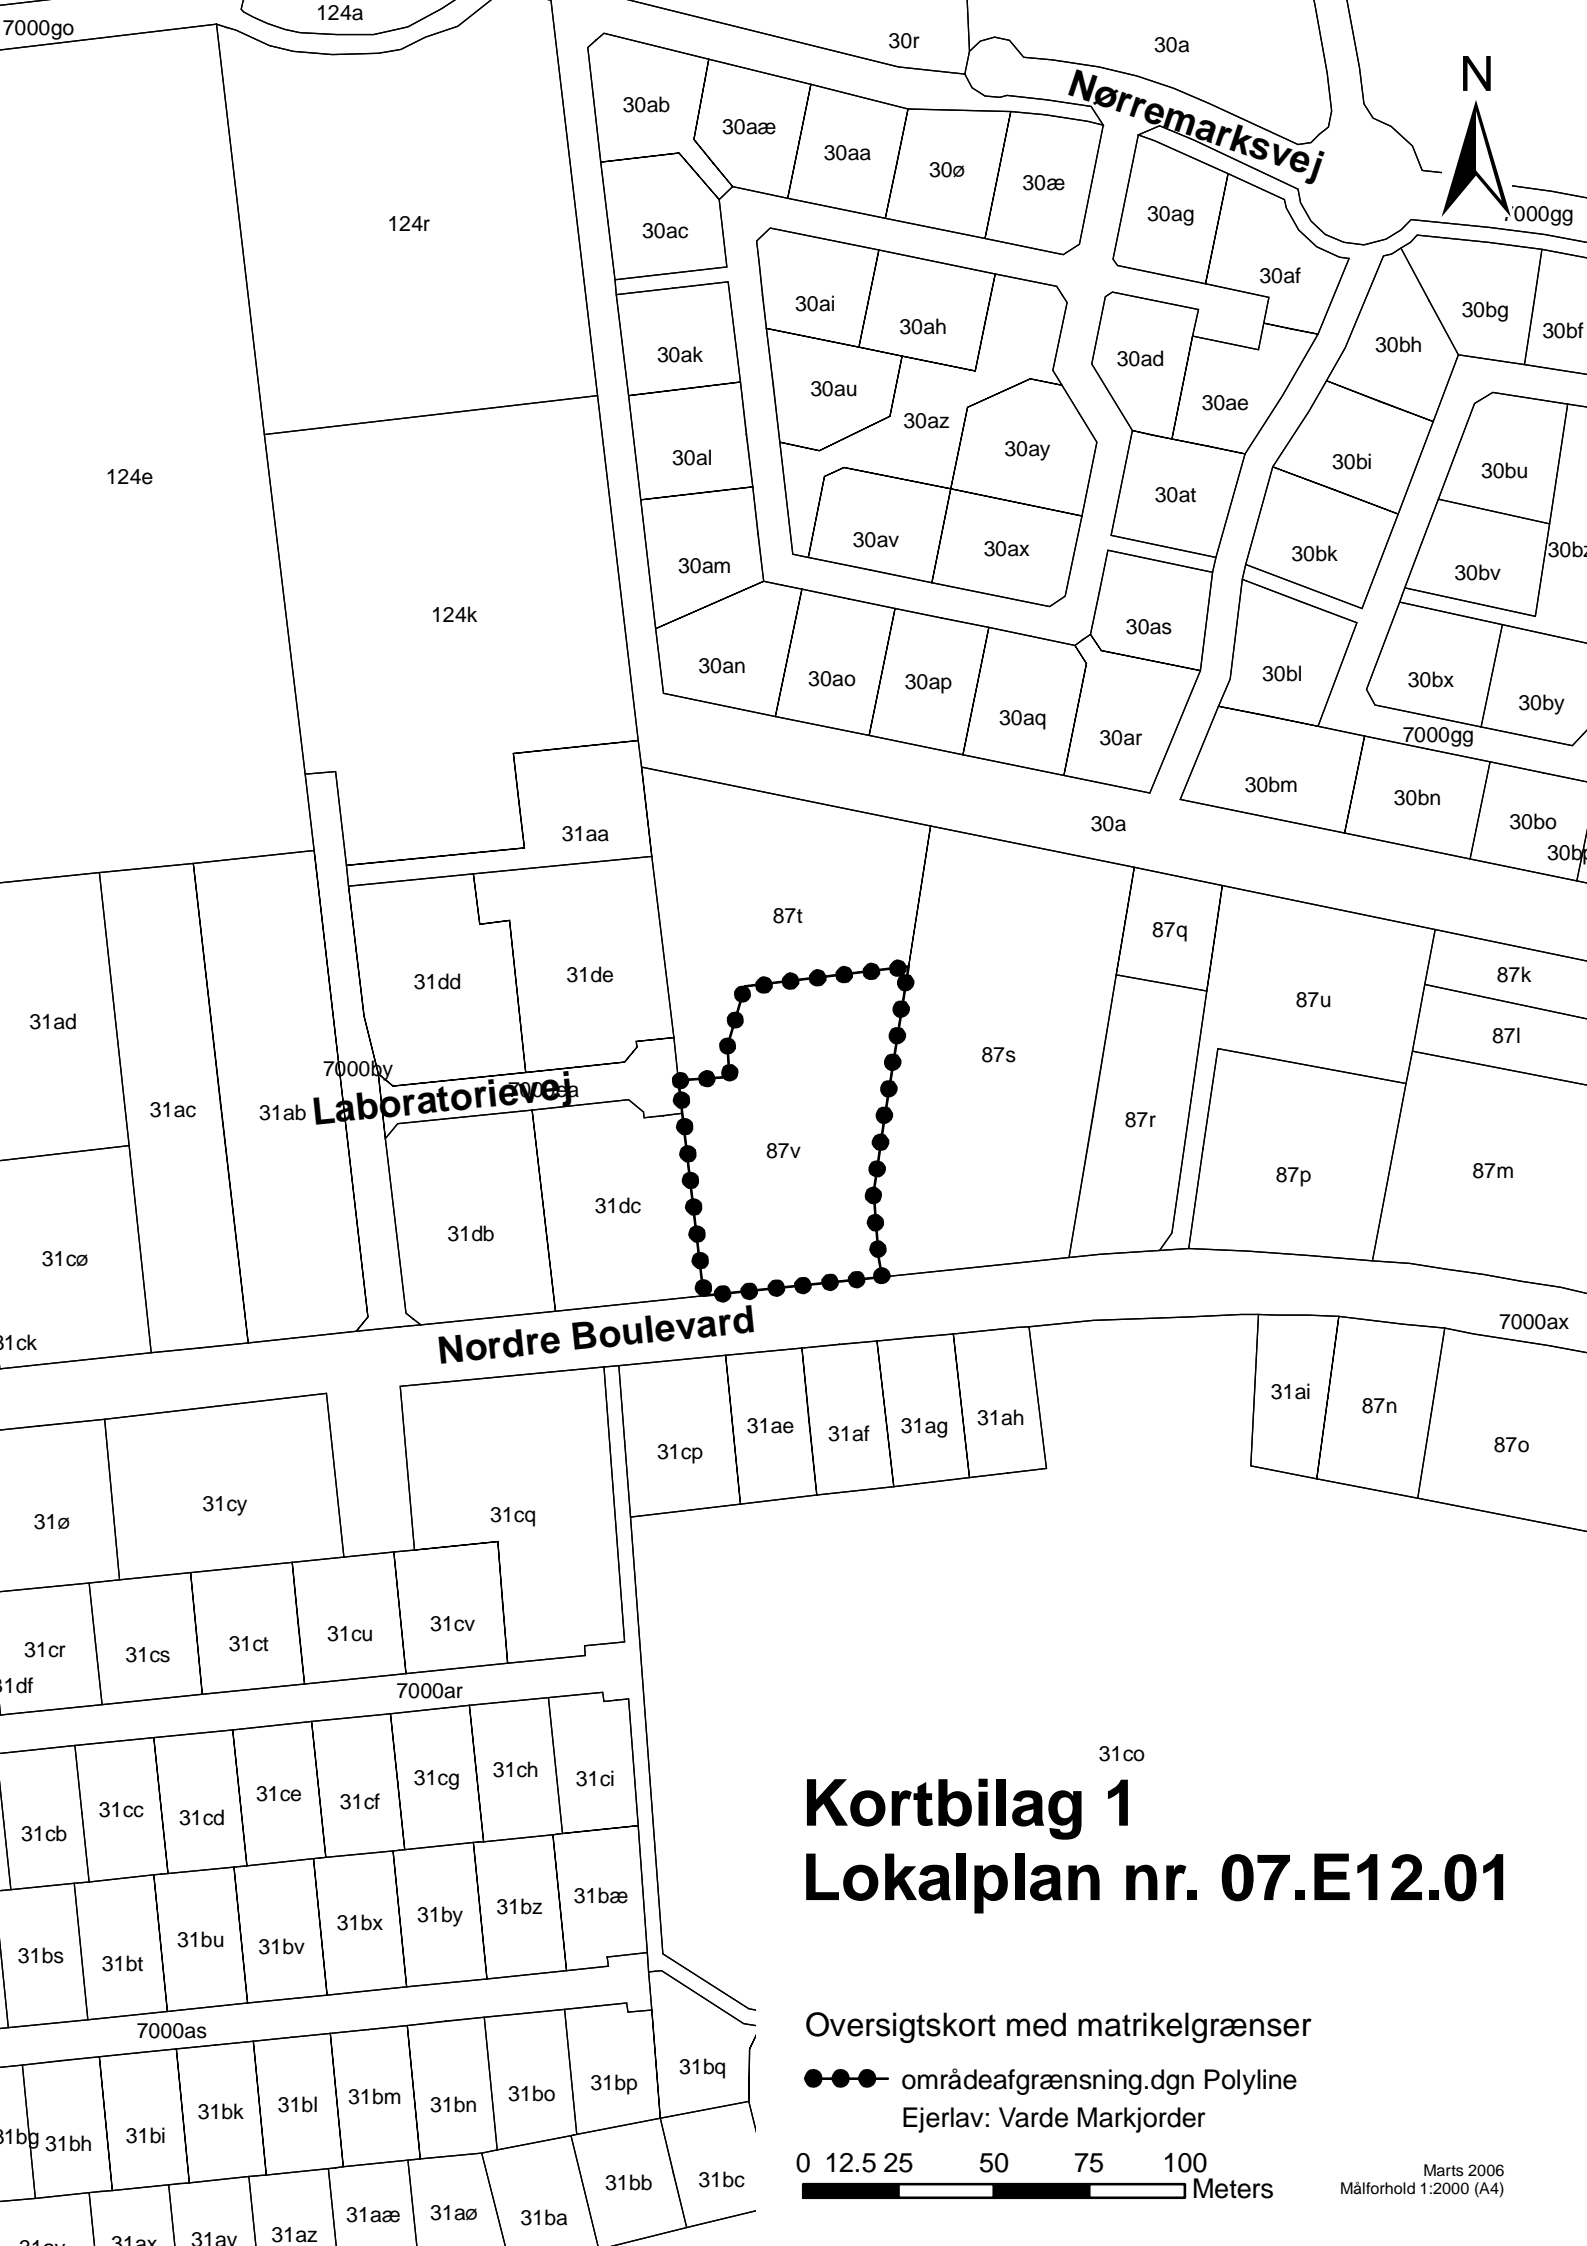 124a
7000go
30r
30a
N
Nørremarksvej
30ab
30aæ
30aa
30ø
30æ
30ag
7000gg
124r
30ac
30af
30ai
30ah
30bg
30bf
30ak
30ad
30bh
30au
30az
30ae
30ay
124e
30al
30at
30bi
30bu
30av
30ax
30bk
30bz
30am
30bv
124k
30as
30an
30ao
30ap
30aq
30ar
30bl
30bx
30by
7000gg
30bm
30bn
30bo
30a
31aa
87t
87q
87k
31dd
31de
87u
87l
31ad
87s
7000by
Laboratorievej
31ac
31ab
87r
87v
87p
87m
31dc
31db
31cø
31ck
Nordre Boulevard
7000ax
31ai
87n
31cp
31ae
31af
31ag
31ah
87o
31cy
31cq
31ø
31cr
31cs
31ct
31cu
31cv
31df
7000ar
31co
31cb
31cc
31cd
31ce
31cf
31cg
31ch
31ci
Kortbilag 1
Lokalplan nr. 07.E12.01
31bs
31bt
31bu
31bv
31bx
31by
31bz
31bæ
7000as
Oversigtskort med matrikelgrænser
31bg
31bh
31bi
31bk
31bl
31bm
31bn
31bo
31bp
31bq
områdeafgrænsning.dgn Polyline
Ejerlav: Varde Markjorder
0 12.5 25 50 75 100
Meters
Marts 2006
Målforhold 1:2000 (A4)
31ax
31ay
31az
31aæ
31aø
31ba
31bb
31bc